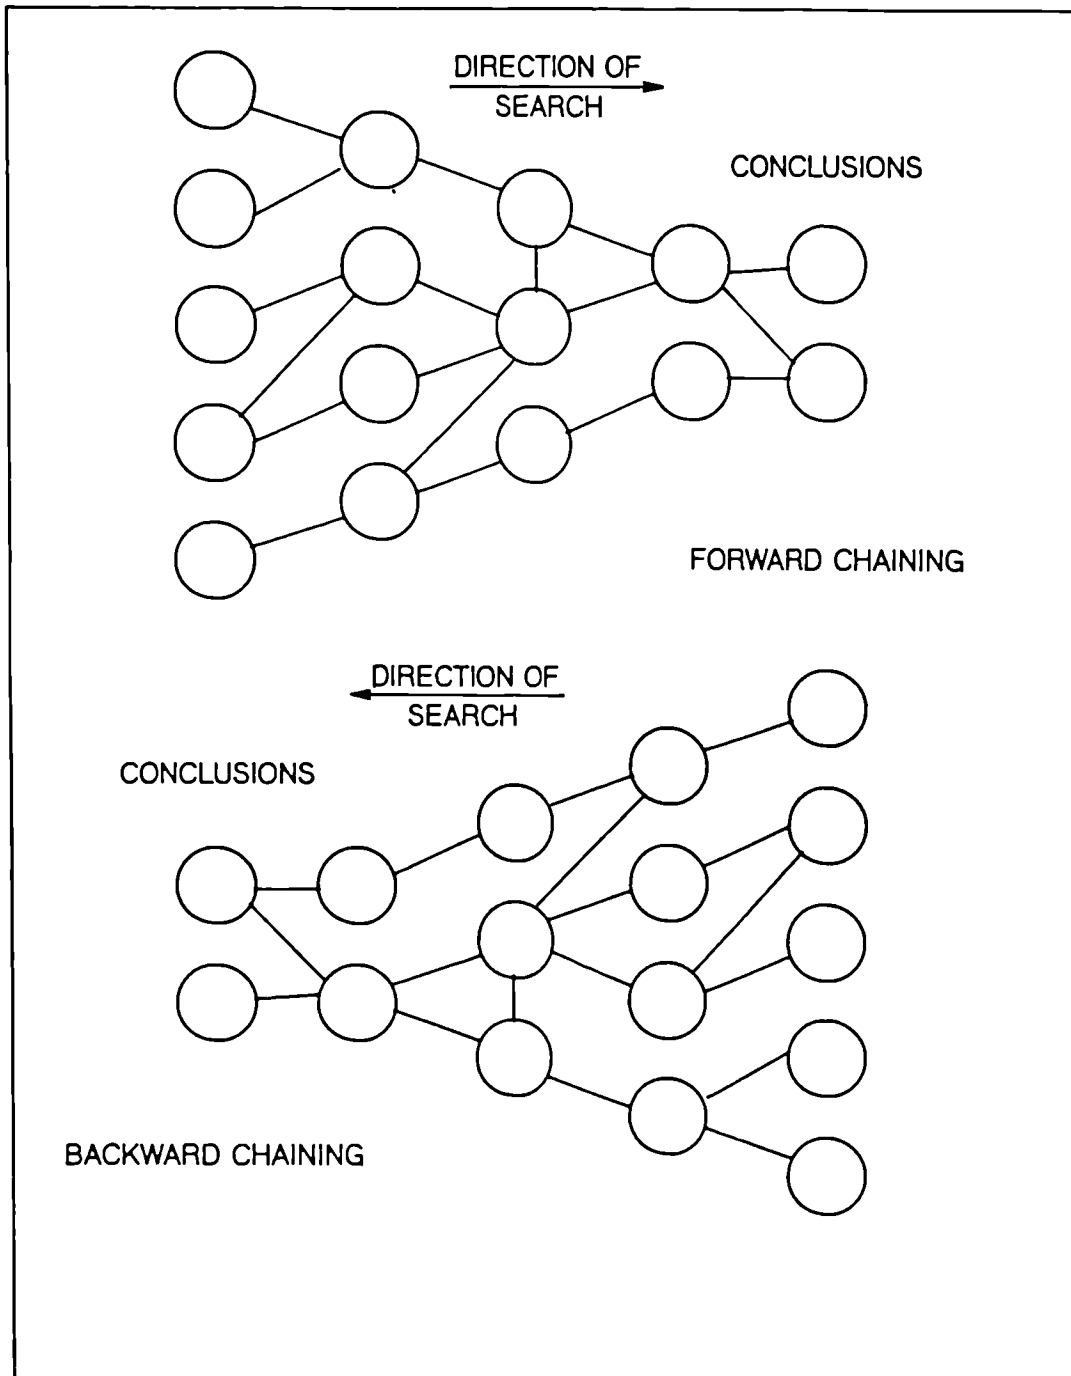 DIRECTION OF
SEARCH
CONCLUSIONS
FORWARD CHAINING
DIRECTION OF
SEARCH
CONCLUSIONS
BACKWARD CHAINING